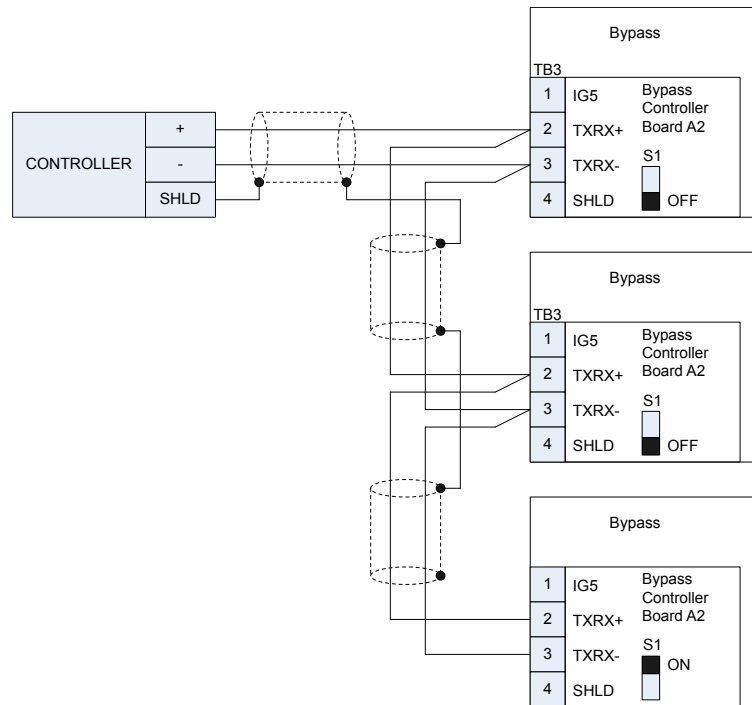 CONTROLLER
+
-
SHLD
Bypass
TB3
1 IG5
2 TXRX+
3 TXRX-
4 SHLD
Bypass
Controller
Board A2
S1
OFF
Bypass
TB3
1 IG5
2 TXRX+
3 TXRX-
4 SHLD
Bypass
Controller
Board A2
S1
OFF
Bypass
1 IG5
2 TXRX+
3 TXRX-
4 SHLD
Bypass
Controller
Board A2
S1
ON